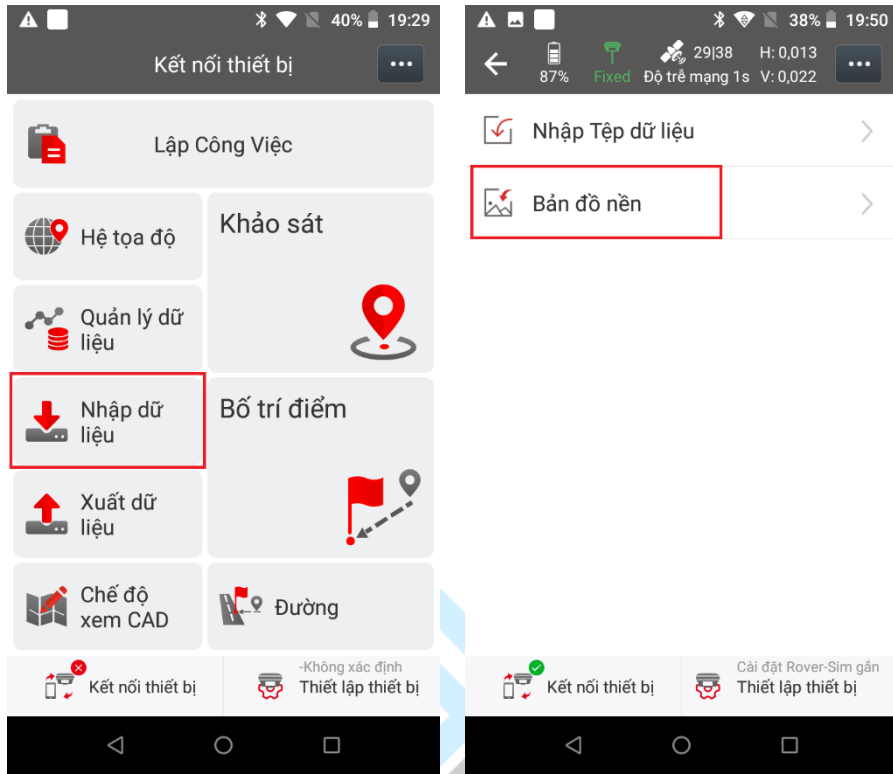 40% 19:29
Kết nối thiết bị
Lập Công Việc
Hệ tọa độ
Khảo sát
Quản lý dữ
liệu
Nhập dữ
liệu
Bố trí điểm
Xuất dữ
liệu
Chế độ
xem CAD
Đường
Kết nối thiết bị
-Không xác định
Thiết lập thiết bị
38% 19:50
29|38 H: 0,013
87% Fixed Độ trễ mạng 1s V: 0,022
Nhập Tệp dữ liệu
Bản đồ nền
Kết nối thiết bị
Cài đặt Rover-Sim gắn
Thiết lập thiết bị